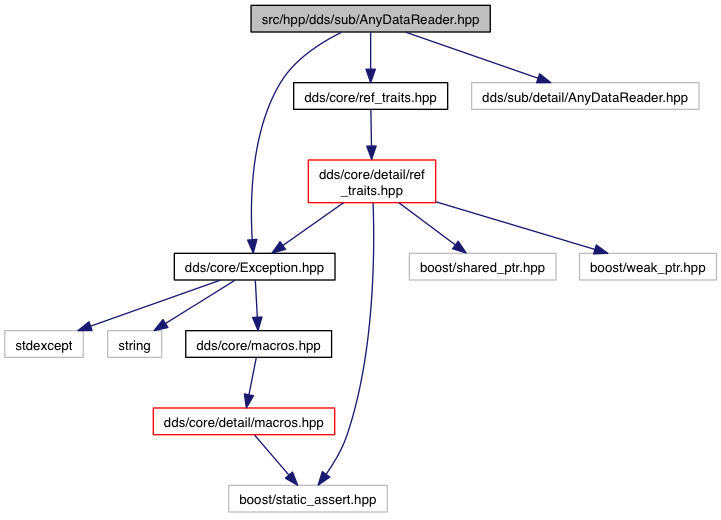 src/hpp/dds/sub/AnyDataReader.hpp
dds/core/ref_traits.hpp
dds/sub/detail/AnyDataReader.hpp
dds/core/detail/ref
_traits.hpp
dds/core/Exception.hpp
boost/shared_ptr.hpp
boost/weak_ptr.hpp
stdexcept
string
dds/core/macros.hpp
dds/core/detail/macros.hpp
boost/static_assert.hpp